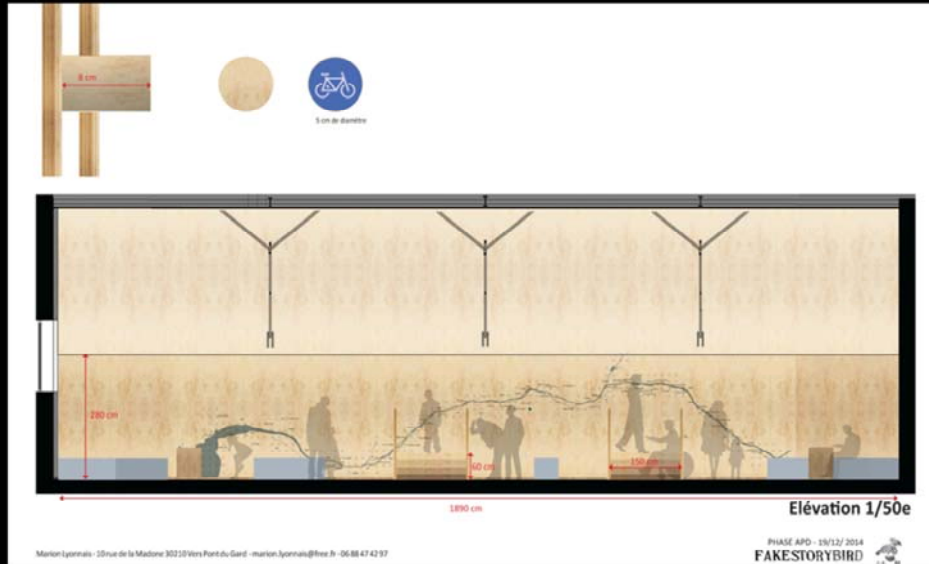 8 cm
5 cm de diamètre
280 cm
60 cm
150 cm
1890 cm
Elévation 1/50e
Marion Lyonnais - 10 rue de la Madone 30210 Vers Pont du Gard - marion.lyonnais@free.fr - 06 88 47 42 97
PHASE APD - 19/12/ 2014
FAKESTORYBIRD